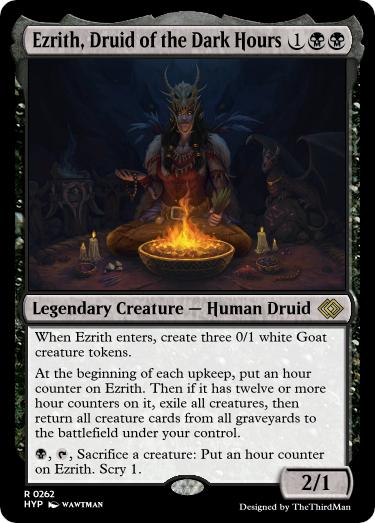 Ezrith, Druid of the Dark Hours 1
Legendary Creature — Human Druid
When Ezrith enters, create three 0/1 white Goat
creature tokens.
At the beginning of each upkeep, put an hour
counter on Ezrith. Then if it has twelve or more
hour counters on it, exile all creatures, then
return all creature cards from all graveyards to
the battlefield under your control.
, , Sacrifice a creature: Put an hour counter
on Ezrith. Scry 1.
2/1
R 0262
HYP WAWTMAN
Designed by TheThirdMan